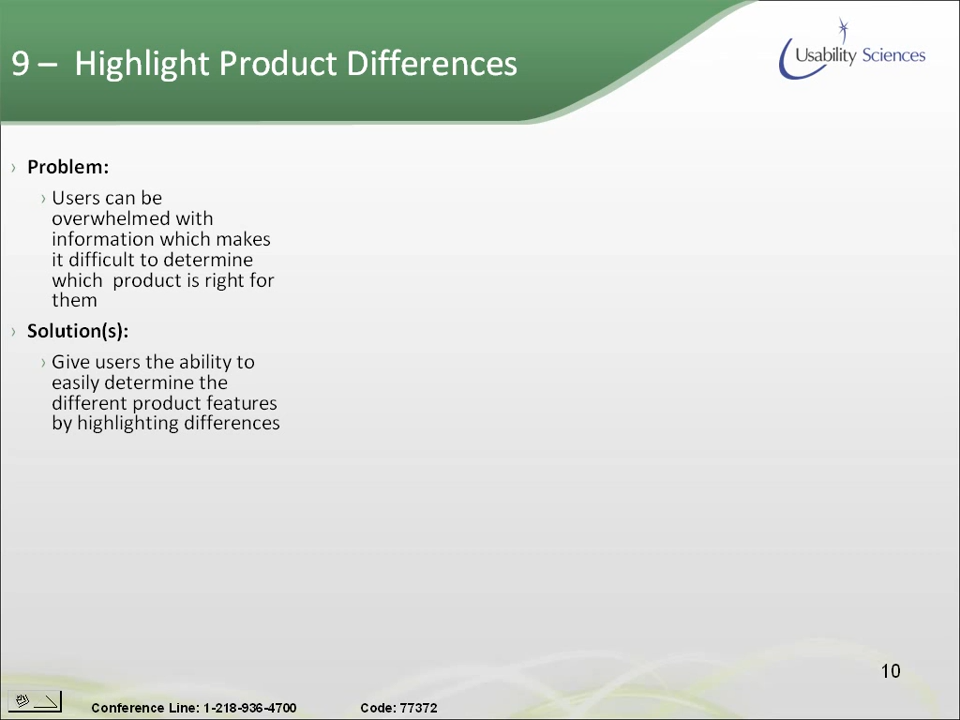 9 – Highlight Product Differences
Usability Sciences
› Problem:
› Users can be
overwhelmed with
information which makes
it difficult to determine
which  product is right for
them
› Solution(s):
› Give users the ability to
easily determine the
different product features
by highlighting differences
10
Conference Line: 1-218-936-4700 Code: 77372